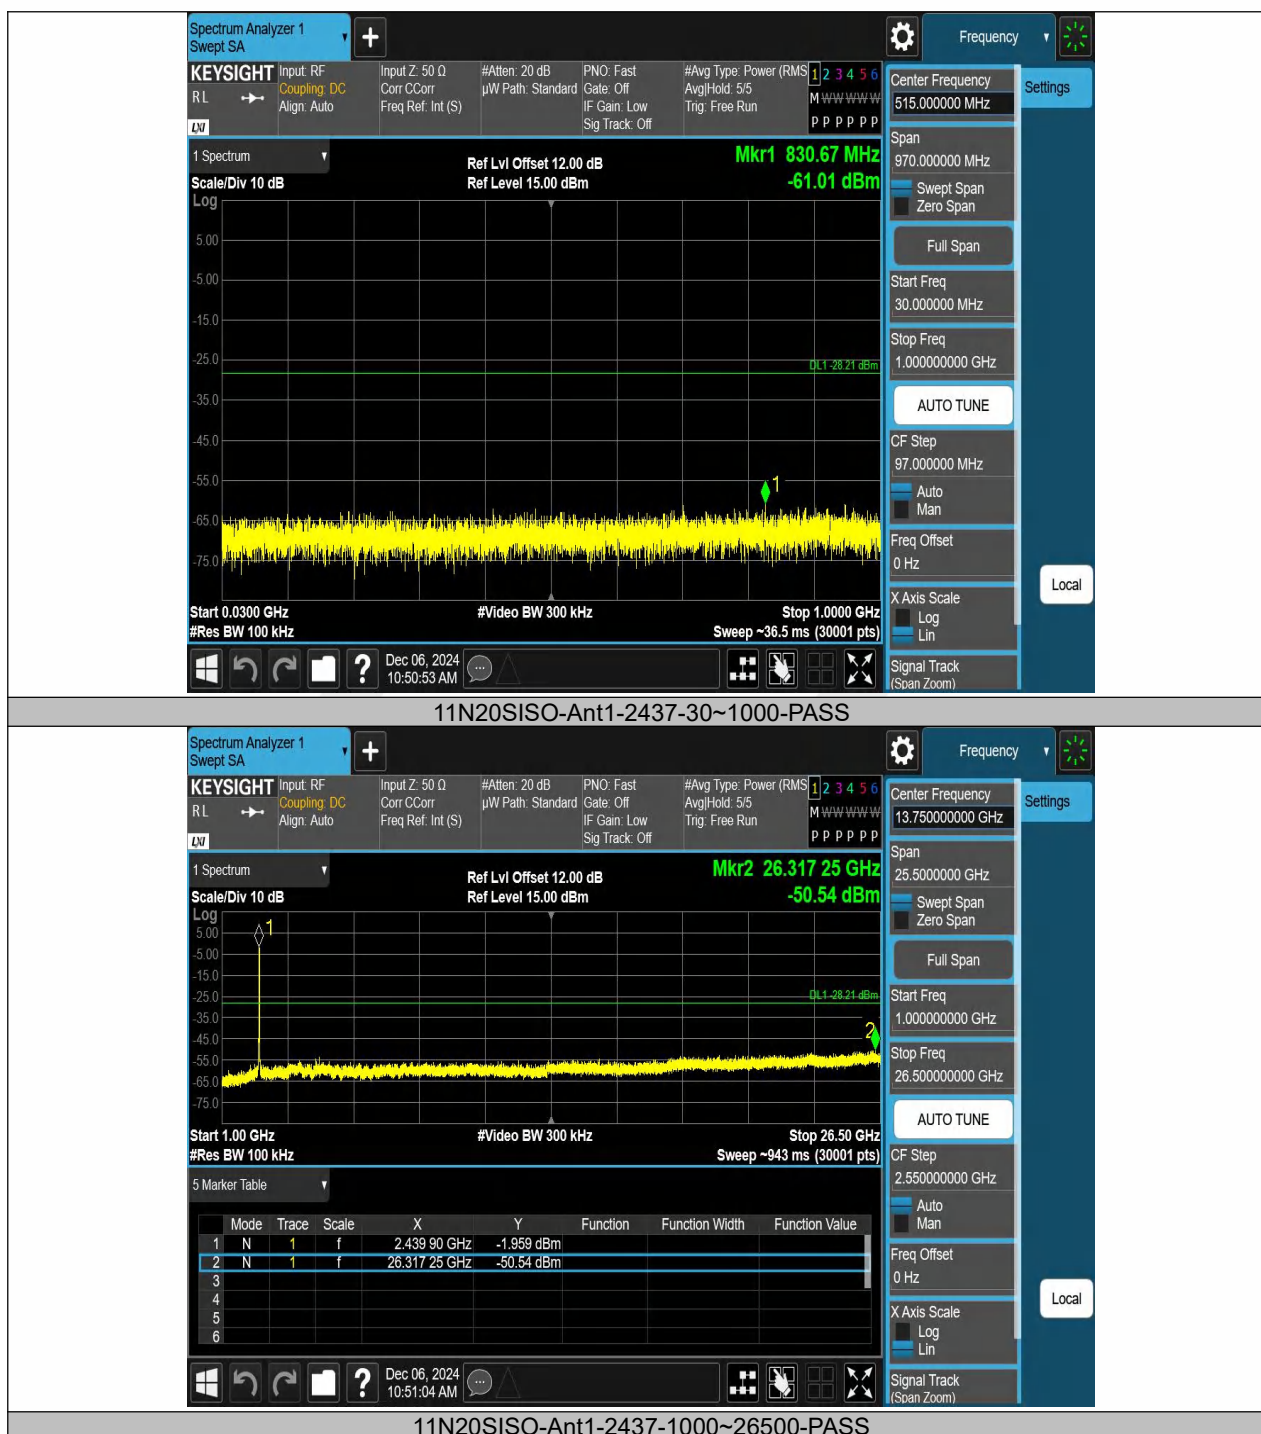 Spectrum Analyzer 1
Swept SA
+
Frequency
KEYSIGHT
RL
LXI
Input: RF
Coupling: DC
Align: Auto
Input Z: 50 Ω
Corr CCorr
Freq Ref: Int (S)
#Atten: 20 dB
µW Path: Standard
PNO: Fast
Gate: Off
IF Gain: Low
Sig Track: Off
#Avg Type: Power (RMS
Avg|Hold: 5/5
Trig: Free Run
1 2 3 4 5 6
M W W W W W
P P P P P P
Center Frequency
515.000000 MHz
Settings
Span
970.000000 MHz
Swept Span
Zero Span
Full Span
Start Freq
30.000000 MHz
Stop Freq
1.000000000 GHz
AUTO TUNE
CF Step
97.000000 MHz
Auto
Man
Freq Offset
0 Hz
X Axis Scale
Log
Lin
Signal Track
(Span Zoom)
Local
1 Spectrum
Scale/Div 10 dB
Log
Ref Lvl Offset 12.00 dB
Ref Level 15.00 dBm
Mkr1 830.67 MHz
-61.01 dBm
5.00
-5.00
-15.0
-25.0
DL1 -28.21 dBm
-35.0
-45.0
-55.0
1
-65.0
-75.0
Start 0.0300 GHz
#Video BW 300 kHz
Stop 1.0000 GHz
#Res BW 100 kHz
Sweep ~36.5 ms (30001 pts)
?
Dec 06, 2024
10:50:53 AM
11N20SISO-Ant1-2437-30~1000-PASS
Spectrum Analyzer 1
Swept SA
+
Frequency
KEYSIGHT
RL
LXI
Input: RF
Coupling: DC
Align: Auto
Input Z: 50 Ω
Corr CCorr
Freq Ref: Int (S)
#Atten: 20 dB
µW Path: Standard
PNO: Fast
Gate: Off
IF Gain: Low
Sig Track: Off
#Avg Type: Power (RMS
Avg|Hold: 5/5
Trig: Free Run
1 2 3 4 5 6
M W W W W W
P P P P P P
Center Frequency
13.750000000 GHz
Settings
Span
25.5000000 GHz
Swept Span
Zero Span
Full Span
Start Freq
1.000000000 GHz
Stop Freq
26.500000000 GHz
AUTO TUNE
CF Step
2.550000000 GHz
Auto
Man
Freq Offset
0 Hz
X Axis Scale
Log
Lin
Signal Track
(Span Zoom)
Local
1 Spectrum
Scale/Div 10 dB
Log
Ref Lvl Offset 12.00 dB
Ref Level 15.00 dBm
Mkr2 26.317 25 GHz
-50.54 dBm
1
5.00
-5.00
-15.0
-25.0
DL1 -28.21 dBm
-35.0
2
-45.0
-55.0
-65.0
-75.0
Start 1.00 GHz
#Video BW 300 kHz
Stop 26.50 GHz
#Res BW 100 kHz
Sweep ~943 ms (30001 pts)
5 Marker Table
Mode Trace Scale X Y Function Function Width Function Value
1 N 1 f 2.439 90 GHz -1.959 dBm
2 N 1 f 26.317 25 GHz -50.54 dBm
3
4
5
6
?
Dec 06, 2024
10:51:04 AM
11N20SISO-Ant1-2437-1000~26500-PASS